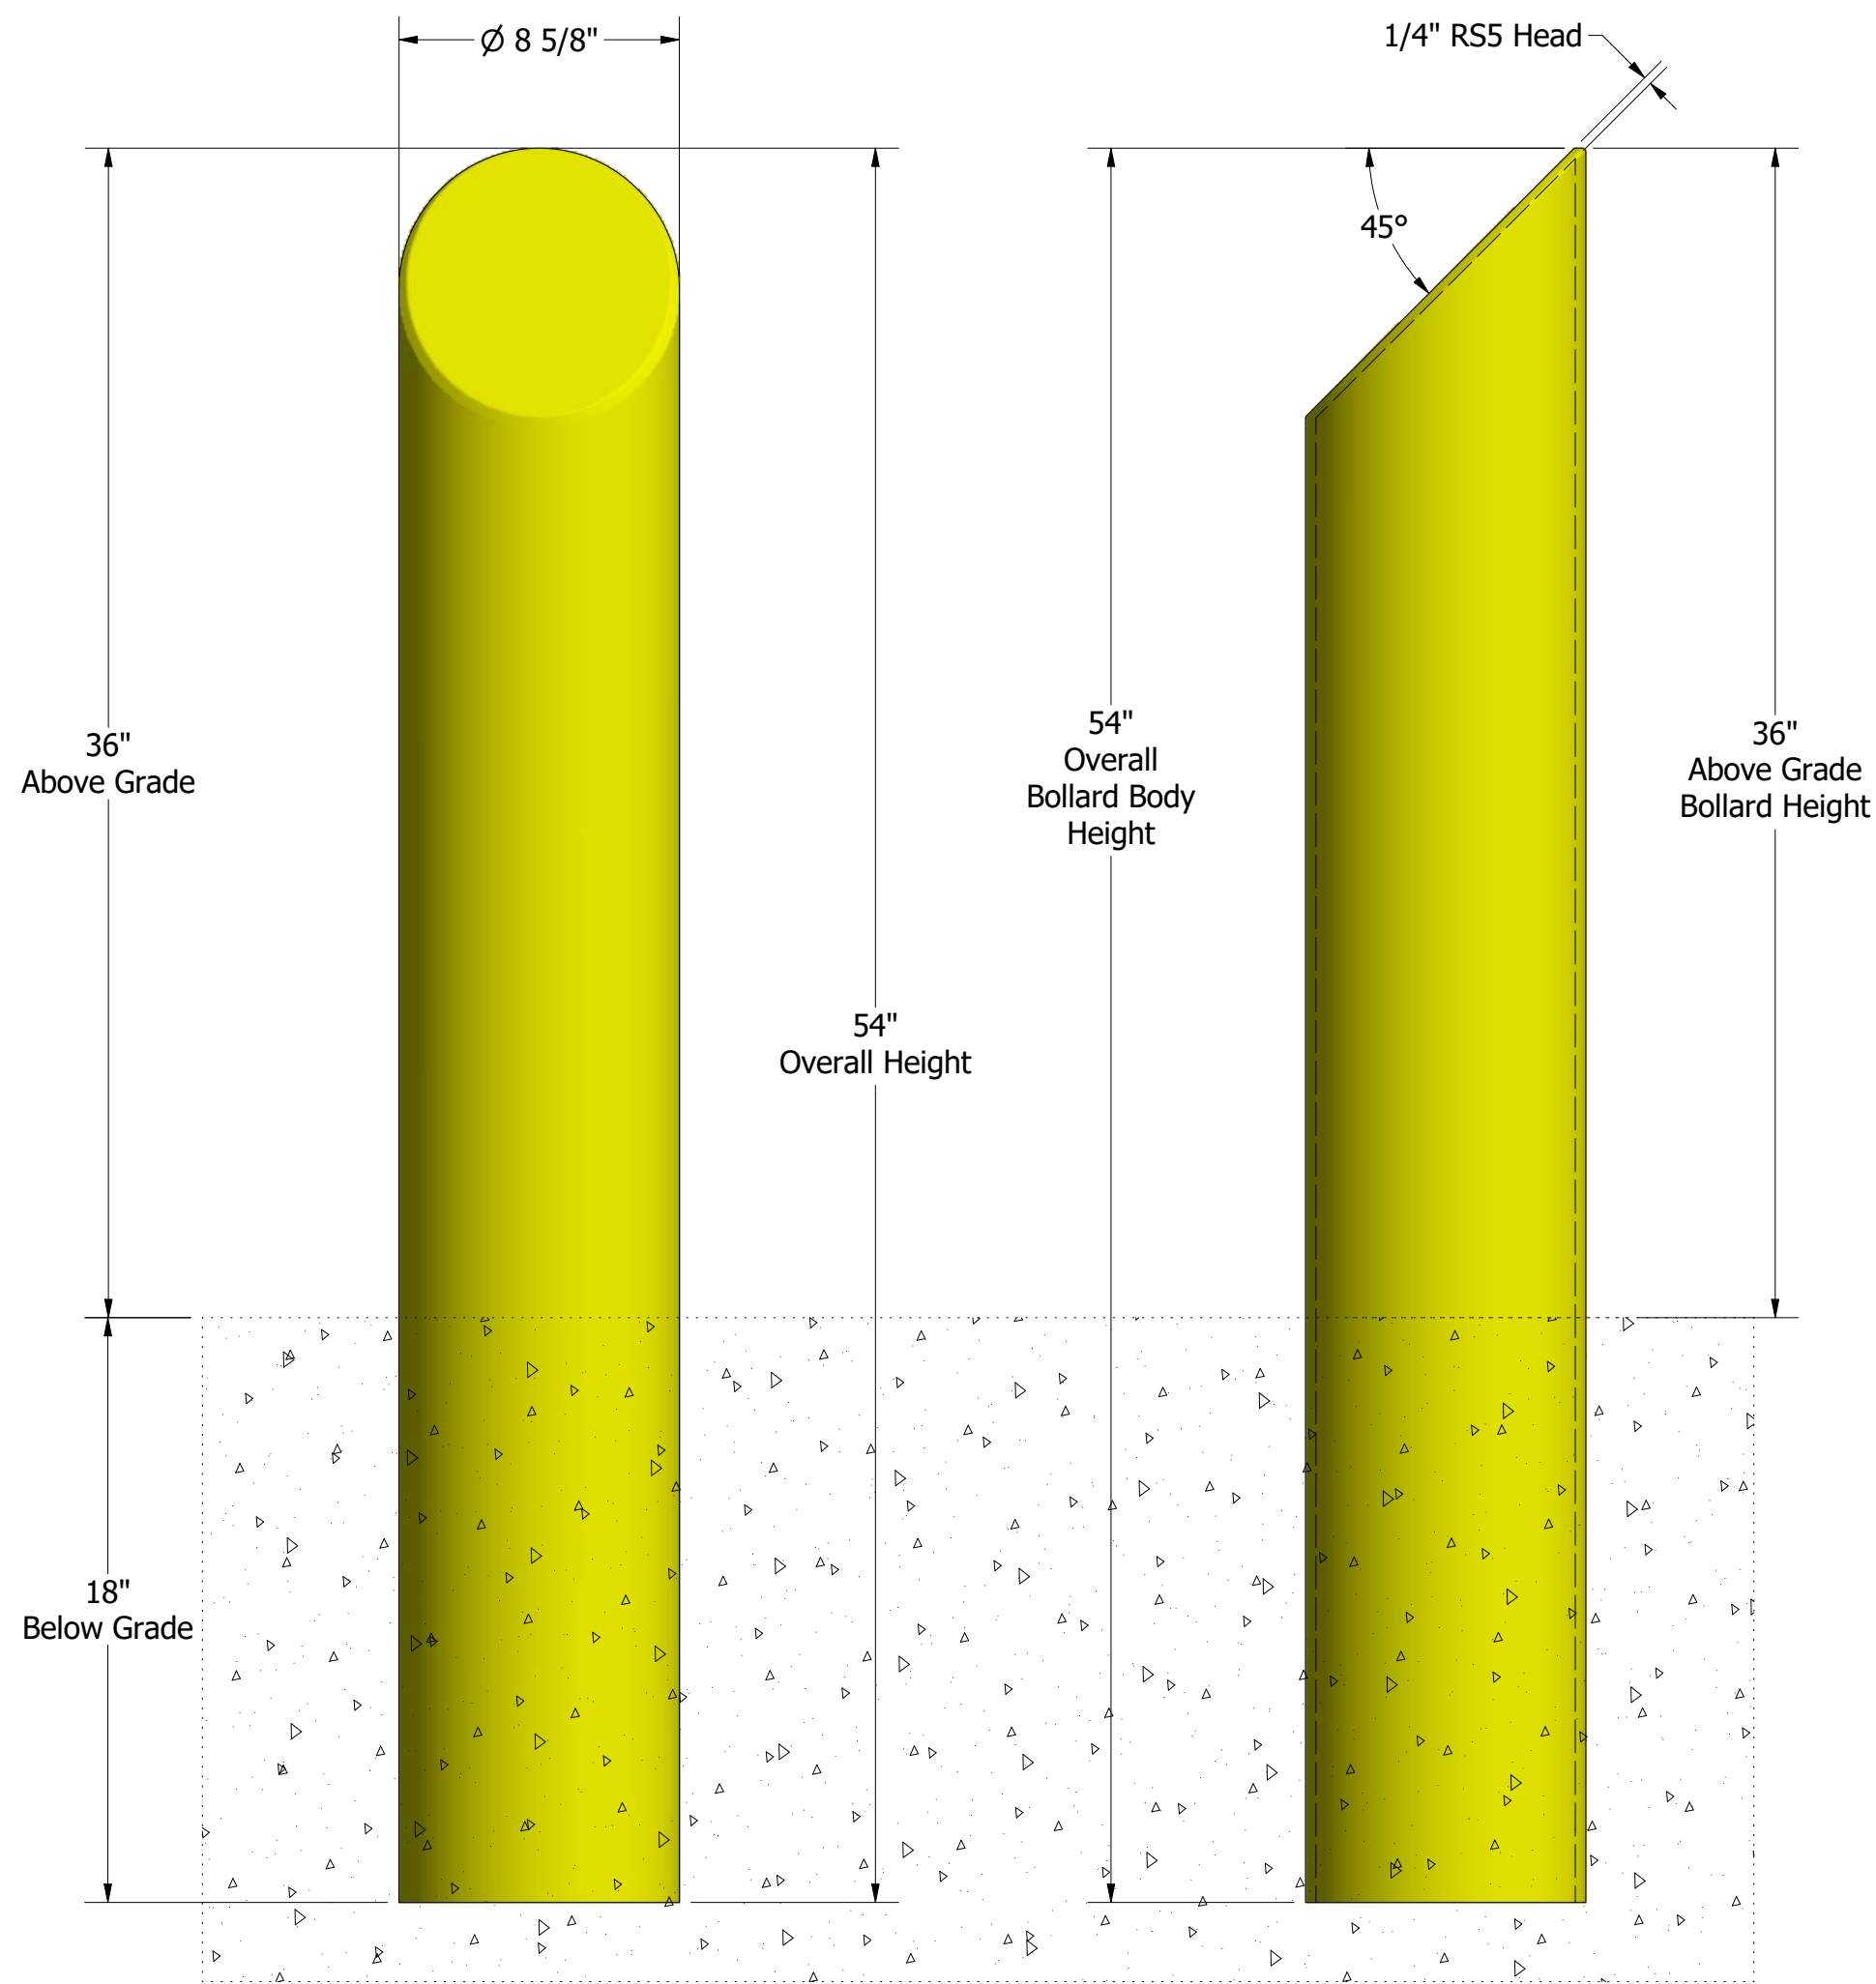 Ø 8 5/8"
1/4" RS5 Head
45°
36"
Above Grade
54"
Overall
Bollard Body
Height
36"
Above Grade
Bollard Height
54"
Overall Height
18"
Below Grade